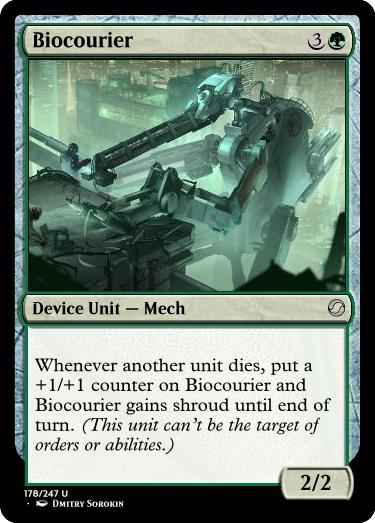 Biocourier 3
Device Unit — Mech
Whenever another unit dies, put a
+1/+1 counter on Biocourier and
Biocourier gains shroud until end of
turn. (This unit can't be the target of
orders or abilities.)
2/2
178/247 U
· Dmitry Sorokin